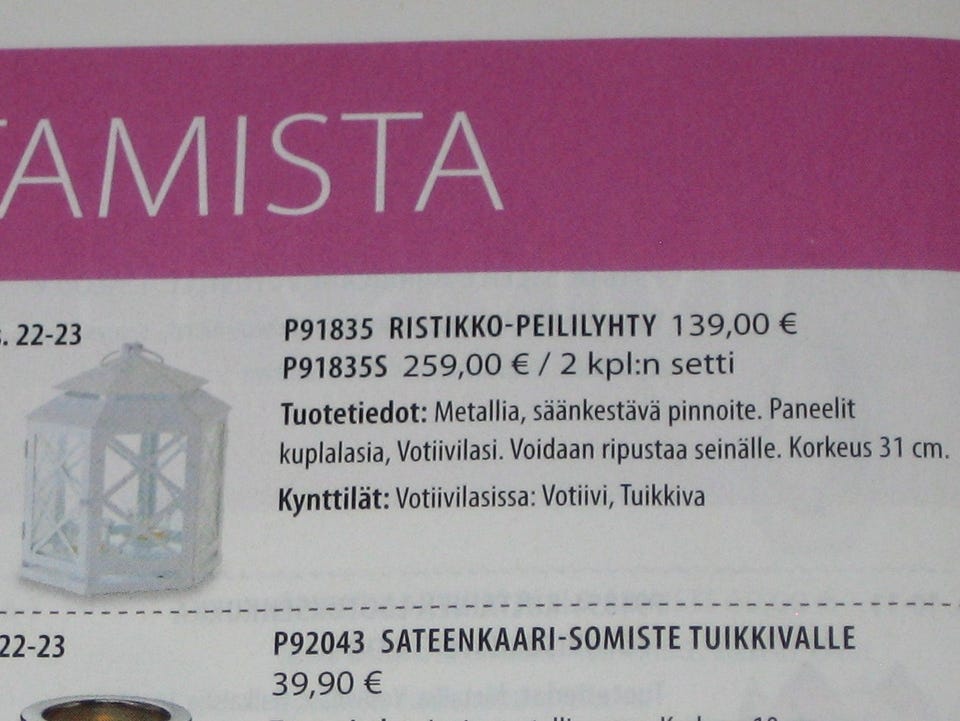 TAMISTA
s. 22-23
P91835 RISTIKKO-PEILILYHTY 139,00 €
P91835S 259,00 € / 2 kpl:n setti
Tuotetiedot: Metallia, säänkestävä pinnoite. Paneelit
kuplalasia, Votiivilasi. Voidaan ripustaa seinälle. Korkeus 31 cm.
Kynttilät: Votiivilasissa: Votiivi, Tuikkiva
22-23
P92043 SATEENKAARI-SOMISTE TUIKKIVALLE
39,90 €